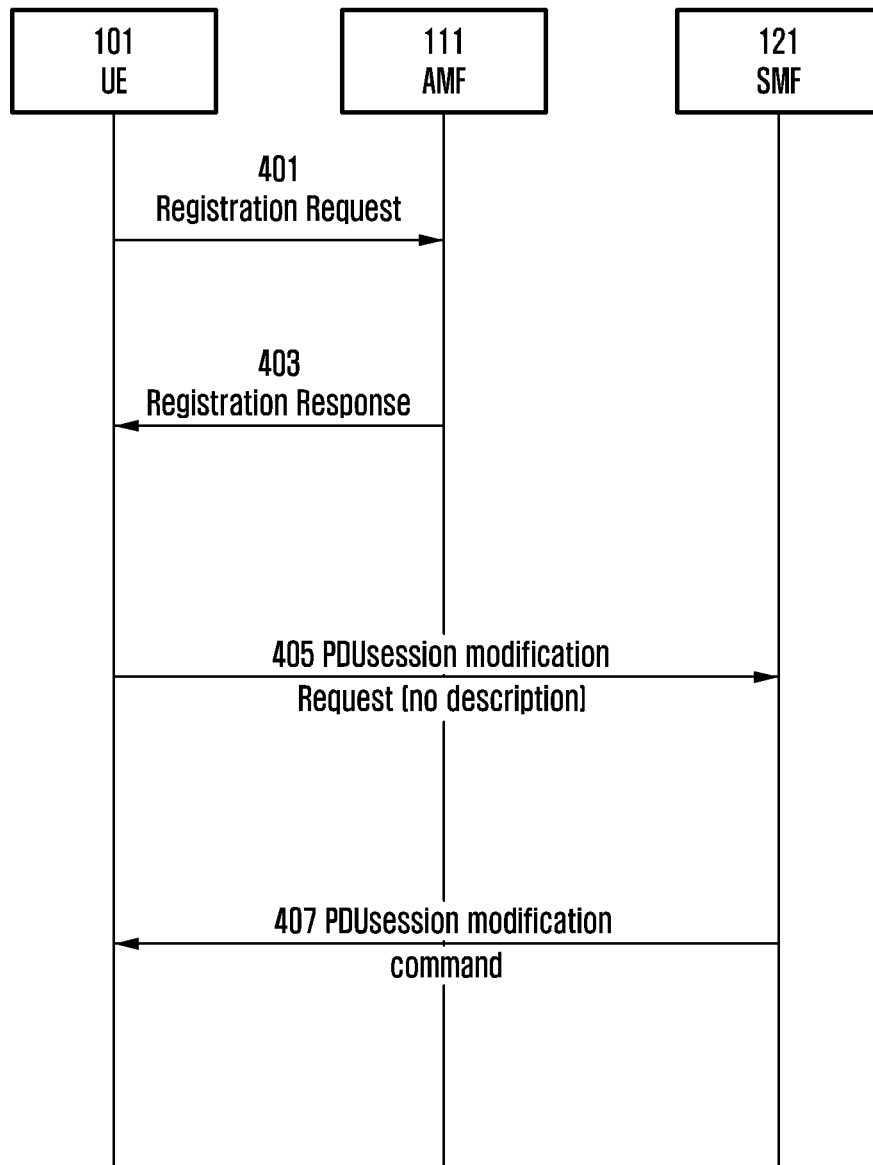 101
UE
111
AMF
121
SMF
401
Registration Request
403
Registration Response
405 PDUsession modification
Request (no description)
407 PDUsession modification
command